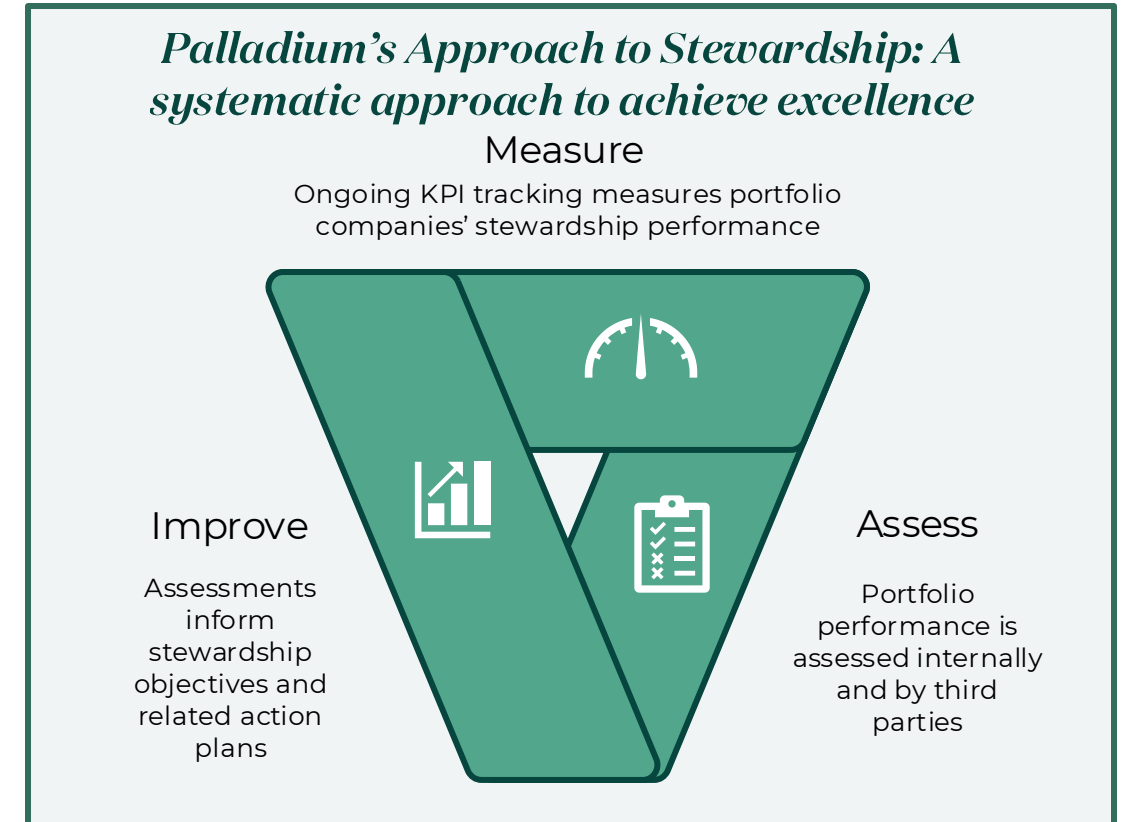 Palladium’s Approach to Stewardship: A
systematic approach to achieve excellence
Measure
Ongoing KPI tracking measures portfolio
companies’ stewardship performance
Improve
Assessments
inform
stewardship
objectives and
related action
plans
Assess
Portfolio
performance is
assessed internally
and by third
parties